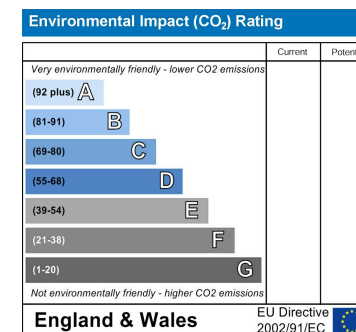 Environmental Impact (CO₂) Rating
Current Potent
Very environmentally friendly - lower CO2 emissions
(92 plus) A
(81-91) B
(69-80) C
(55-68) D
(39-54) E
(21-38) F
(1-20) G
Not environmentally friendly - higher CO2 emissions
England & Wales
EU Directive
2002/91/EC